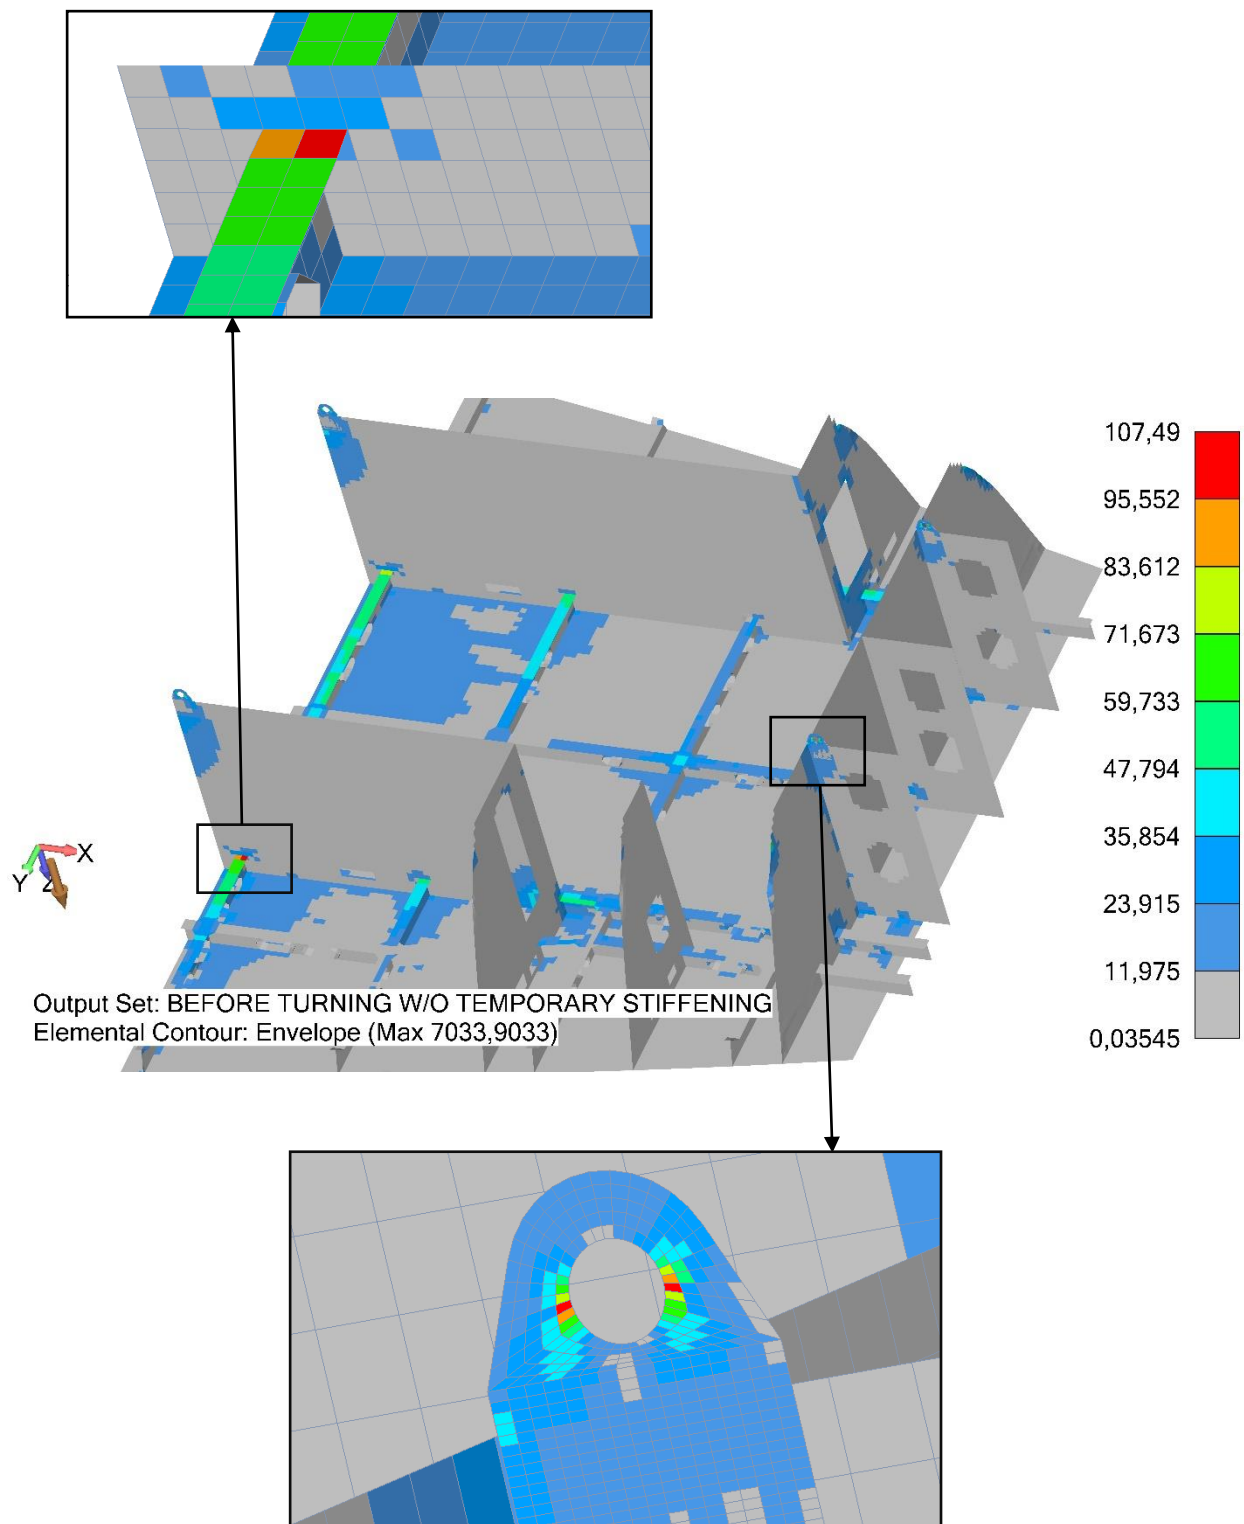 107,49
95,552
83,612
71,673
59,733
47,794
35,854
23,915
11,975
0,03545
X
Y
Z
Output Set: BEFORE TURNING W/O TEMPORARY STIFFENING
Elemental Contour: Envelope (Max 7033,9033)